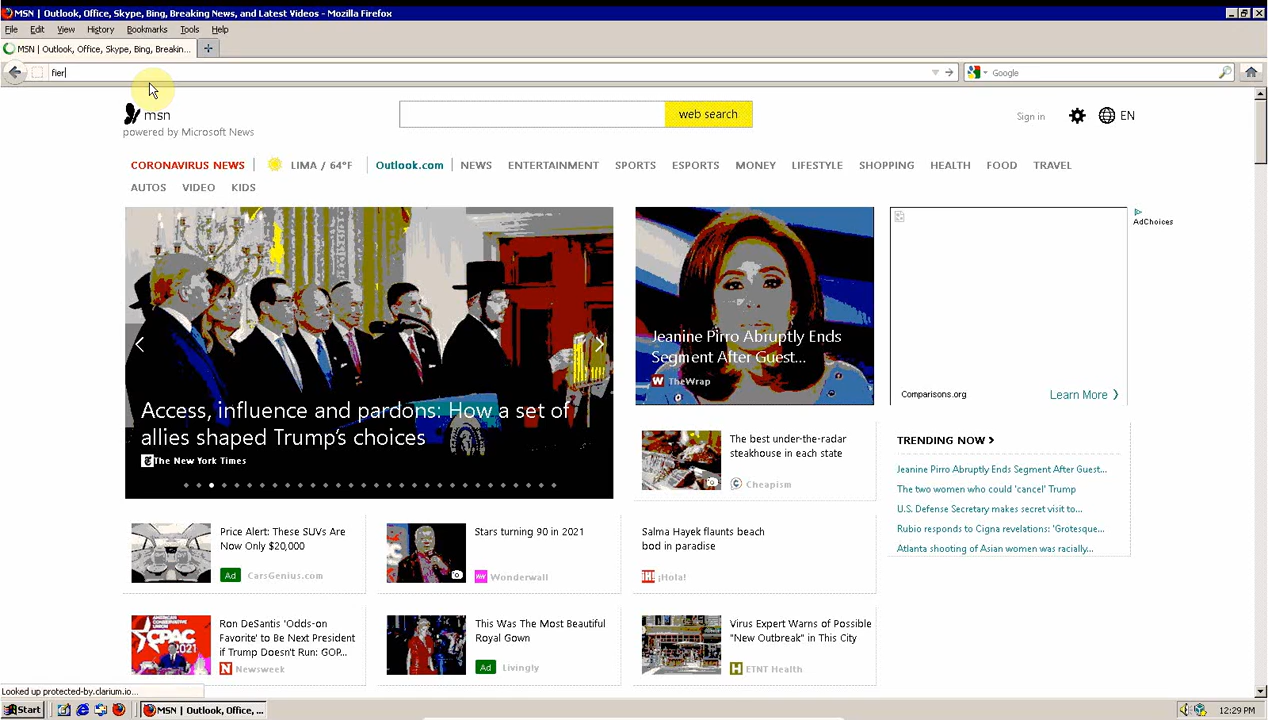 MSN | Outlook, Office, Skype, Bing, Breaking News, and Latest Videos - Mozilla Firefox
File Edit View History Bookmarks Tools Help
MSN | Outlook, Office, Skype, Bing, Breakin...
fier
Google
msn
powered by Microsoft News
web search
Sign in
EN
CORONAVIRUS NEWS
LIMA / 64°F
Outlook.com
NEWS
ENTERTAINMENT
SPORTS
ESPORTS
MONEY
LIFESTYLE
SHOPPING
HEALTH
FOOD
TRAVEL
AUTOS
VIDEO
KIDS
Access, influence and pardons: How a set of
allies shaped Trump's choices
The New York Times
Jeanine Pirro Abruptly Ends
Segment After Guest...
W TheWrap
AdChoices
Comparisons.org
Learn More
The best under-the-radar
steakhouse in each state
Cheapism
TRENDING NOW
Jeanine Pirro Abruptly Ends Segment After Guest...
The two women who could 'cancel' Trump
U.S. Defense Secretary makes secret visit to...
Rubio responds to Cigna revelations: 'Grotesque...
Atlanta shooting of Asian women was racially...
Price Alert: These SUVs Are
Now Only $20,000
Ad CarsGenius.com
Stars turning 90 in 2021
Wonderwall
Salma Hayek flaunts beach
bod in paradise
¡Hola!
Ron DeSantis 'Odds-on
Favorite' to Be Next President
if Trump Doesn't Run: GOP...
N Newsweek
CPAC
2021
This Was The Most Beautiful
Royal Gown
Ad Livingly
Virus Expert Warns of Possible
"New Outbreak" in This City
ETNT Health
Looked up protected-by.clarium.io...
Start
MSN | Outlook, Office, ...
12:29 PM